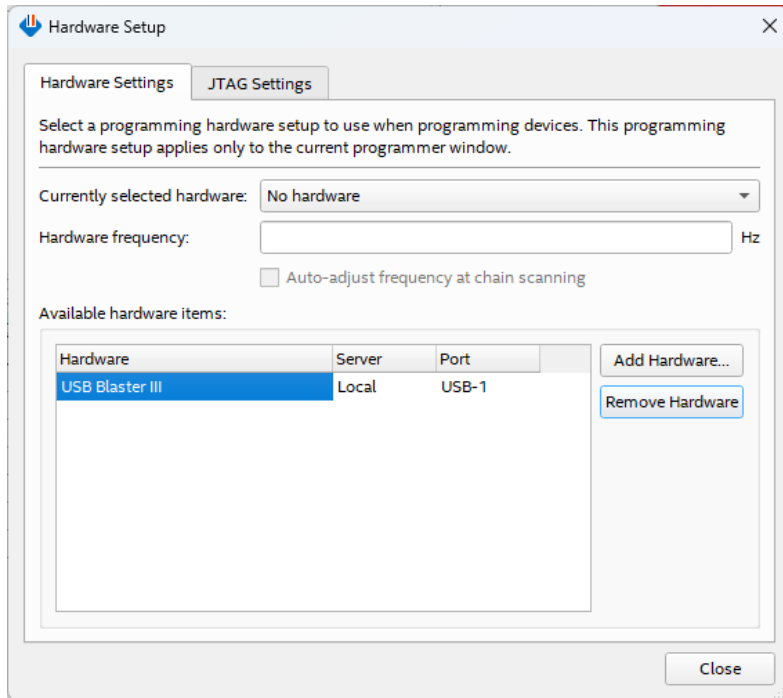 Hardware Setup
Hardware Settings
JTAG Settings
Select a programming hardware setup to use when programming devices. This programming
hardware setup applies only to the current programmer window.
Currently selected hardware: No hardware
Hardware frequency: Hz
Auto-adjust frequency at chain scanning
Available hardware items:
Hardware Server Port
USB Blaster III Local USB-1
Add Hardware...
Remove Hardware
Close